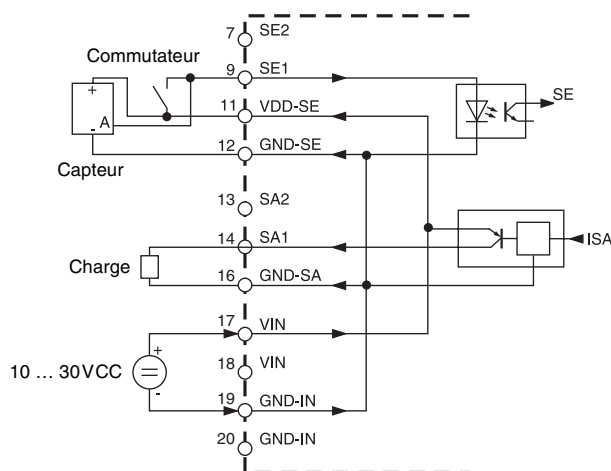 7 SE2
Commutateur
9 SE1
SE
+
11 VDD-SE
A
-
12 GND-SE
Capteur
13 SA2
14 SA1
ISA
Charge
16 GND-SA
17 VIN
+
10 ... 30VCC
18 VIN
-
19 GND-IN
20 GND-IN